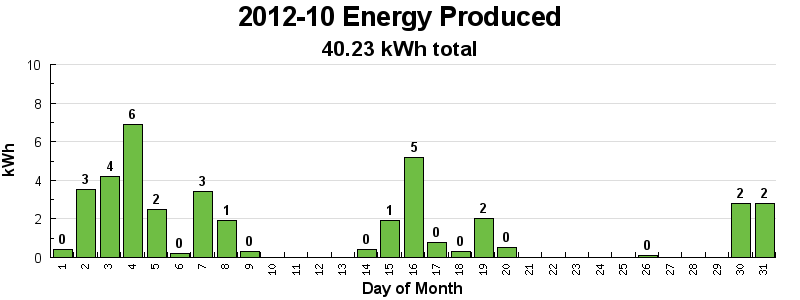 2012-10 Energy Produced
40.23 kWh total
kWh
10
8
6
4
2
0
0 3 4 6 2 0 3 1 0 0 1 5 0 0 2 0 0 2 2
1 2 3 4 5 6 7 8 9 10 11 12 13 14 15 16 17 18 19 20 21 22 23 24 25 26 27 28 29 30 31
Day of Month